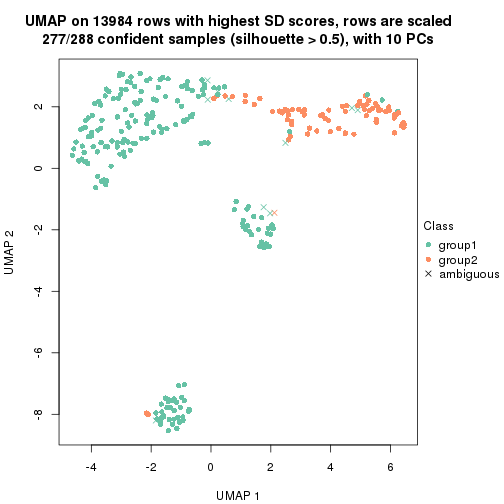 UMAP on 13984 rows with highest SD scores, rows are scaled
277/288 confident samples (silhouette > 0.5), with 10 PCs
2
0
-2
-4
-6
-8
UMAP 2
Class
group1
group2
ambiguous
-4 -2 0 2 4 6
UMAP 1